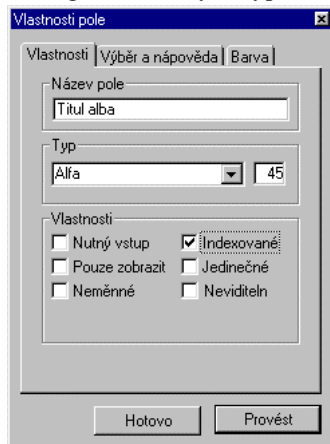 Vlastnosti pole
Vlastnosti Výběr a nápověda Barva
Název pole
Titul alba
Typ
Alfa 45
Vlastnosti
Nutný vstup Indexované
Pouze zobrazit Jedinečné
Neměnné Neviditeln
Hotovo Provést